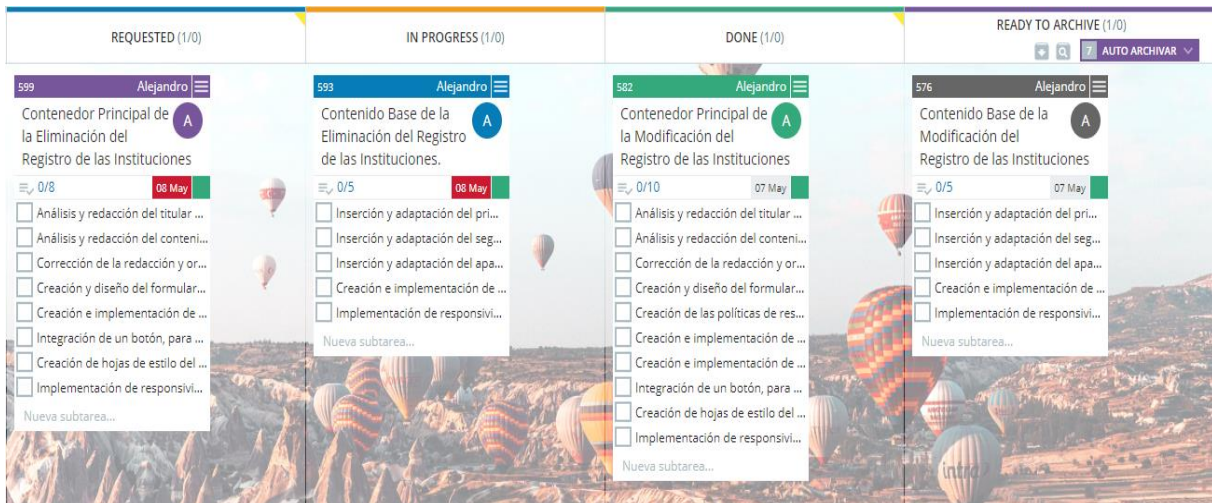 REQUESTED (1/0)
IN PROGRESS (1/0)
DONE (1/0)
READY TO ARCHIVE (1/0)
7 AUTO ARCHIVAR
599 Alejandro
Contenedor Principal de
la Eliminación del
Registro de las Instituciones
A
0/8 08 May
Análisis y redacción del titular ...
Análisis y redacción del conteni...
Corrección de la redacción y or...
Creación y diseño del formular...
Creación e implementación de ...
Integración de un botón, para ...
Creación de hojas de estilo del ...
Implementación de responsivi...
Nueva subtarea...
593 Alejandro
Contenido Base de la
Eliminación del Registro
de las Instituciones.
A
0/5 08 May
Inserción y adaptación del pri...
Inserción y adaptación del seg...
Inserción y adaptación del apa...
Creación e implementación de ...
Implementación de responsivi...
Nueva subtarea...
582 Alejandro
Contenedor Principal de
la Modificación del
Registro de las Instituciones
A
0/10 07 May
Análisis y redacción del titular ...
Análisis y redacción del conteni...
Corrección de la redacción y or...
Creación y diseño del formular...
Creación de las políticas de res...
Creación e implementación de ...
Creación e implementación de ...
Integración de un botón, para ...
Creación de hojas de estilo del ...
Implementación de responsivi...
Nueva subtarea...
576 Alejandro
Contenido Base de la
Modificación del
Registro de las Instituciones
A
0/5 07 May
Inserción y adaptación del pri...
Inserción y adaptación del seg...
Inserción y adaptación del apa...
Creación e implementación de ...
Implementación de responsivi...
Nueva subtarea...